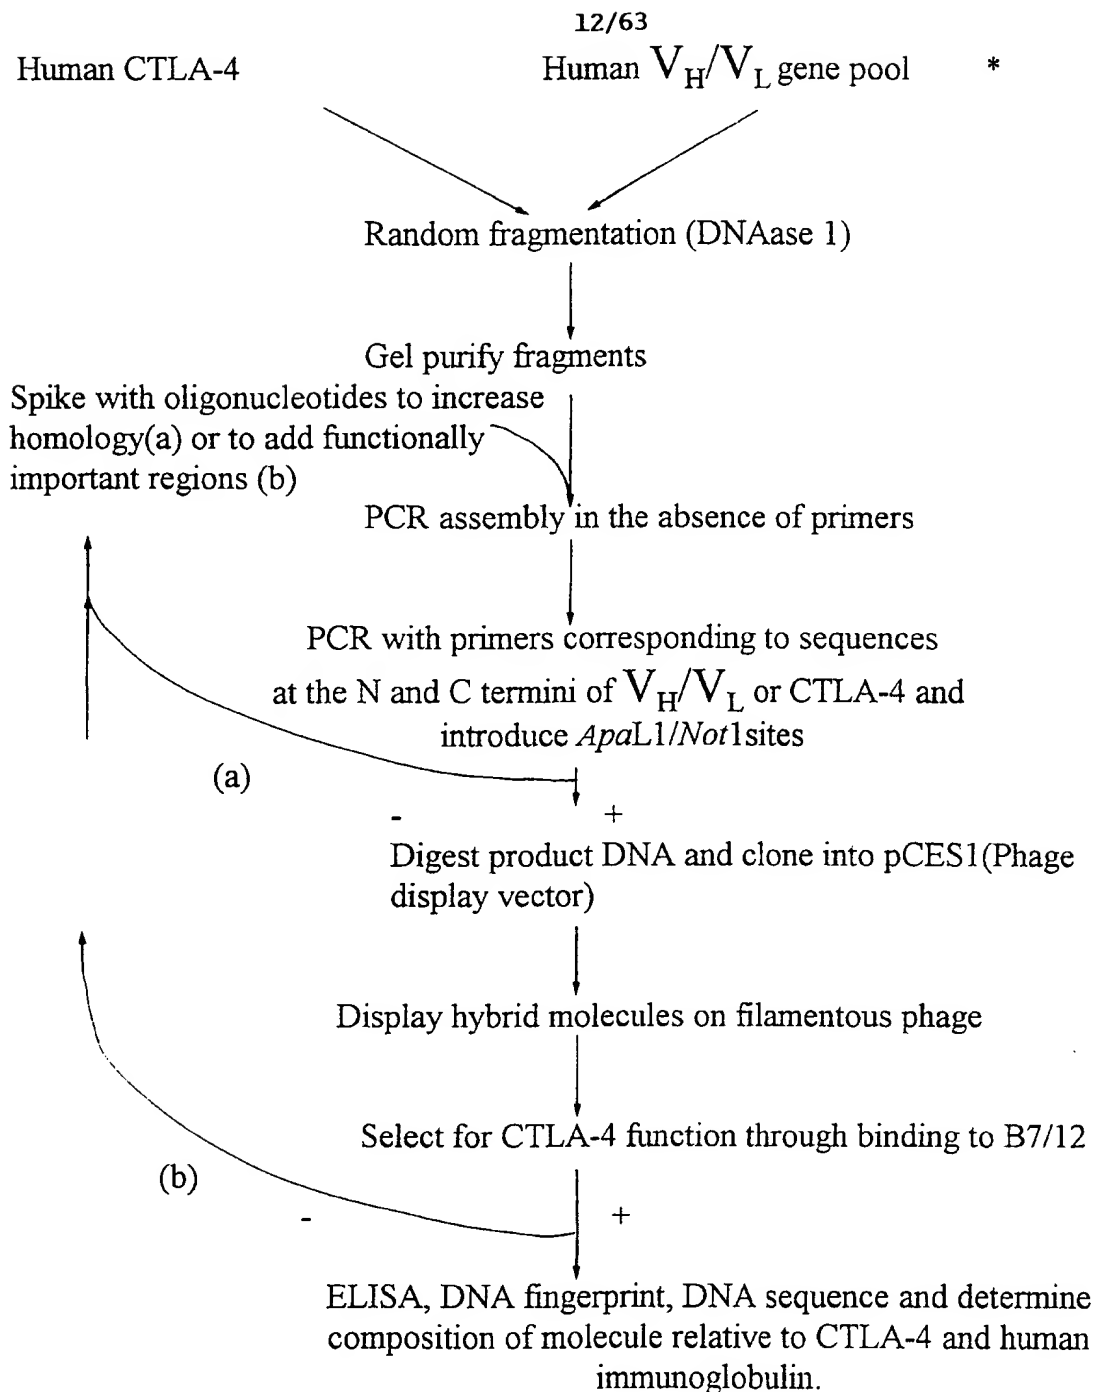 12/63
Human CTLA-4
Human VH/VL gene pool *
Random fragmentation (DNAase 1)
Gel purify fragments
Spike with oligonucleotides to increase
homology(a) or to add functionally
important regions (b)
PCR assembly in the absence of primers
PCR with primers corresponding to sequences
at the N and C termini of VH/VL or CTLA-4 and
introduce ApaL1/Not1sites
(a)
- +
Digest product DNA and clone into pCES1(Phage
display vector)
Display hybrid molecules on filamentous phage
Select for CTLA-4 function through binding to B7/12
(b)
- +
ELISA, DNA fingerprint, DNA sequence and determine
composition of molecule relative to CTLA-4 and human
immunoglobulin.